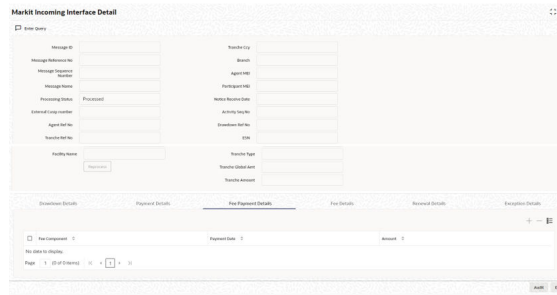 Markit Incoming Interface Detail
Enter Query
Message ID
Tranche Ccy
Message Reference No
Branch
Message Sequence Number
Agent MEI
Message Name
Participant MEI
Processing Status Processed
Notice Receive Date
External Cusip number
Activity Seq No
Agent Ref No
Drawdown Ref No
Tranche Ref No
ESN
Facility Name
Tranche Type
Reprocess
Tranche Global Amt
Tranche Amount
Drawdown Details Payment Details Fee Payment Details Fee Details Renewal Details Exception Details
Fee Component Payment Date Amount
No data to display.
Page 1 (0 of 0 items) 1
Audit